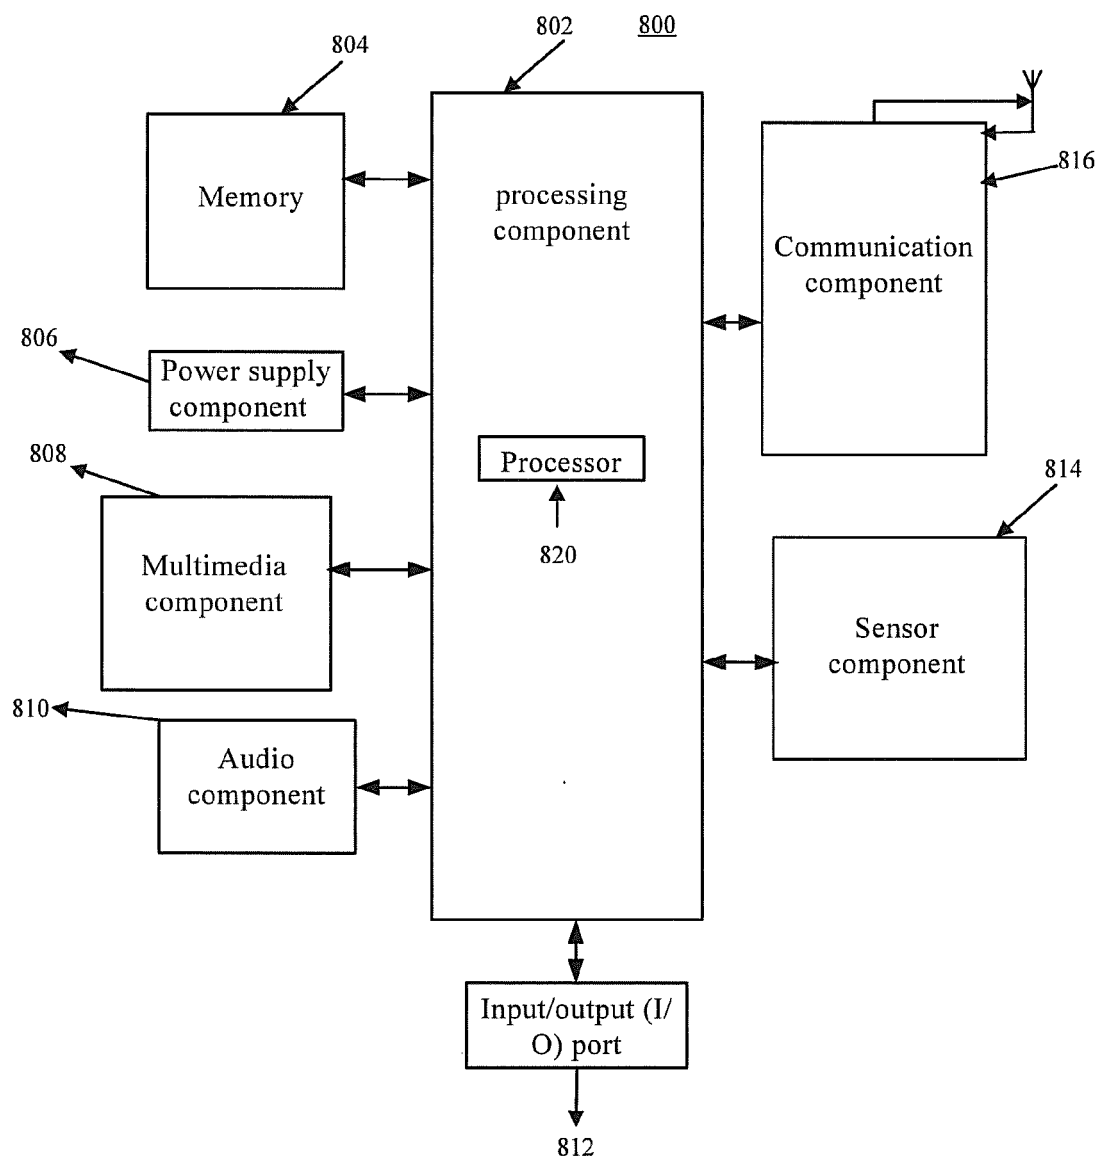 800
802
804
Memory
processing
component
816
Communication
component
806
Power supply
component
808
Processor
820
814
Multimedia
component
Sensor
component
810
Audio
component
Input/output (I/
O) port
812